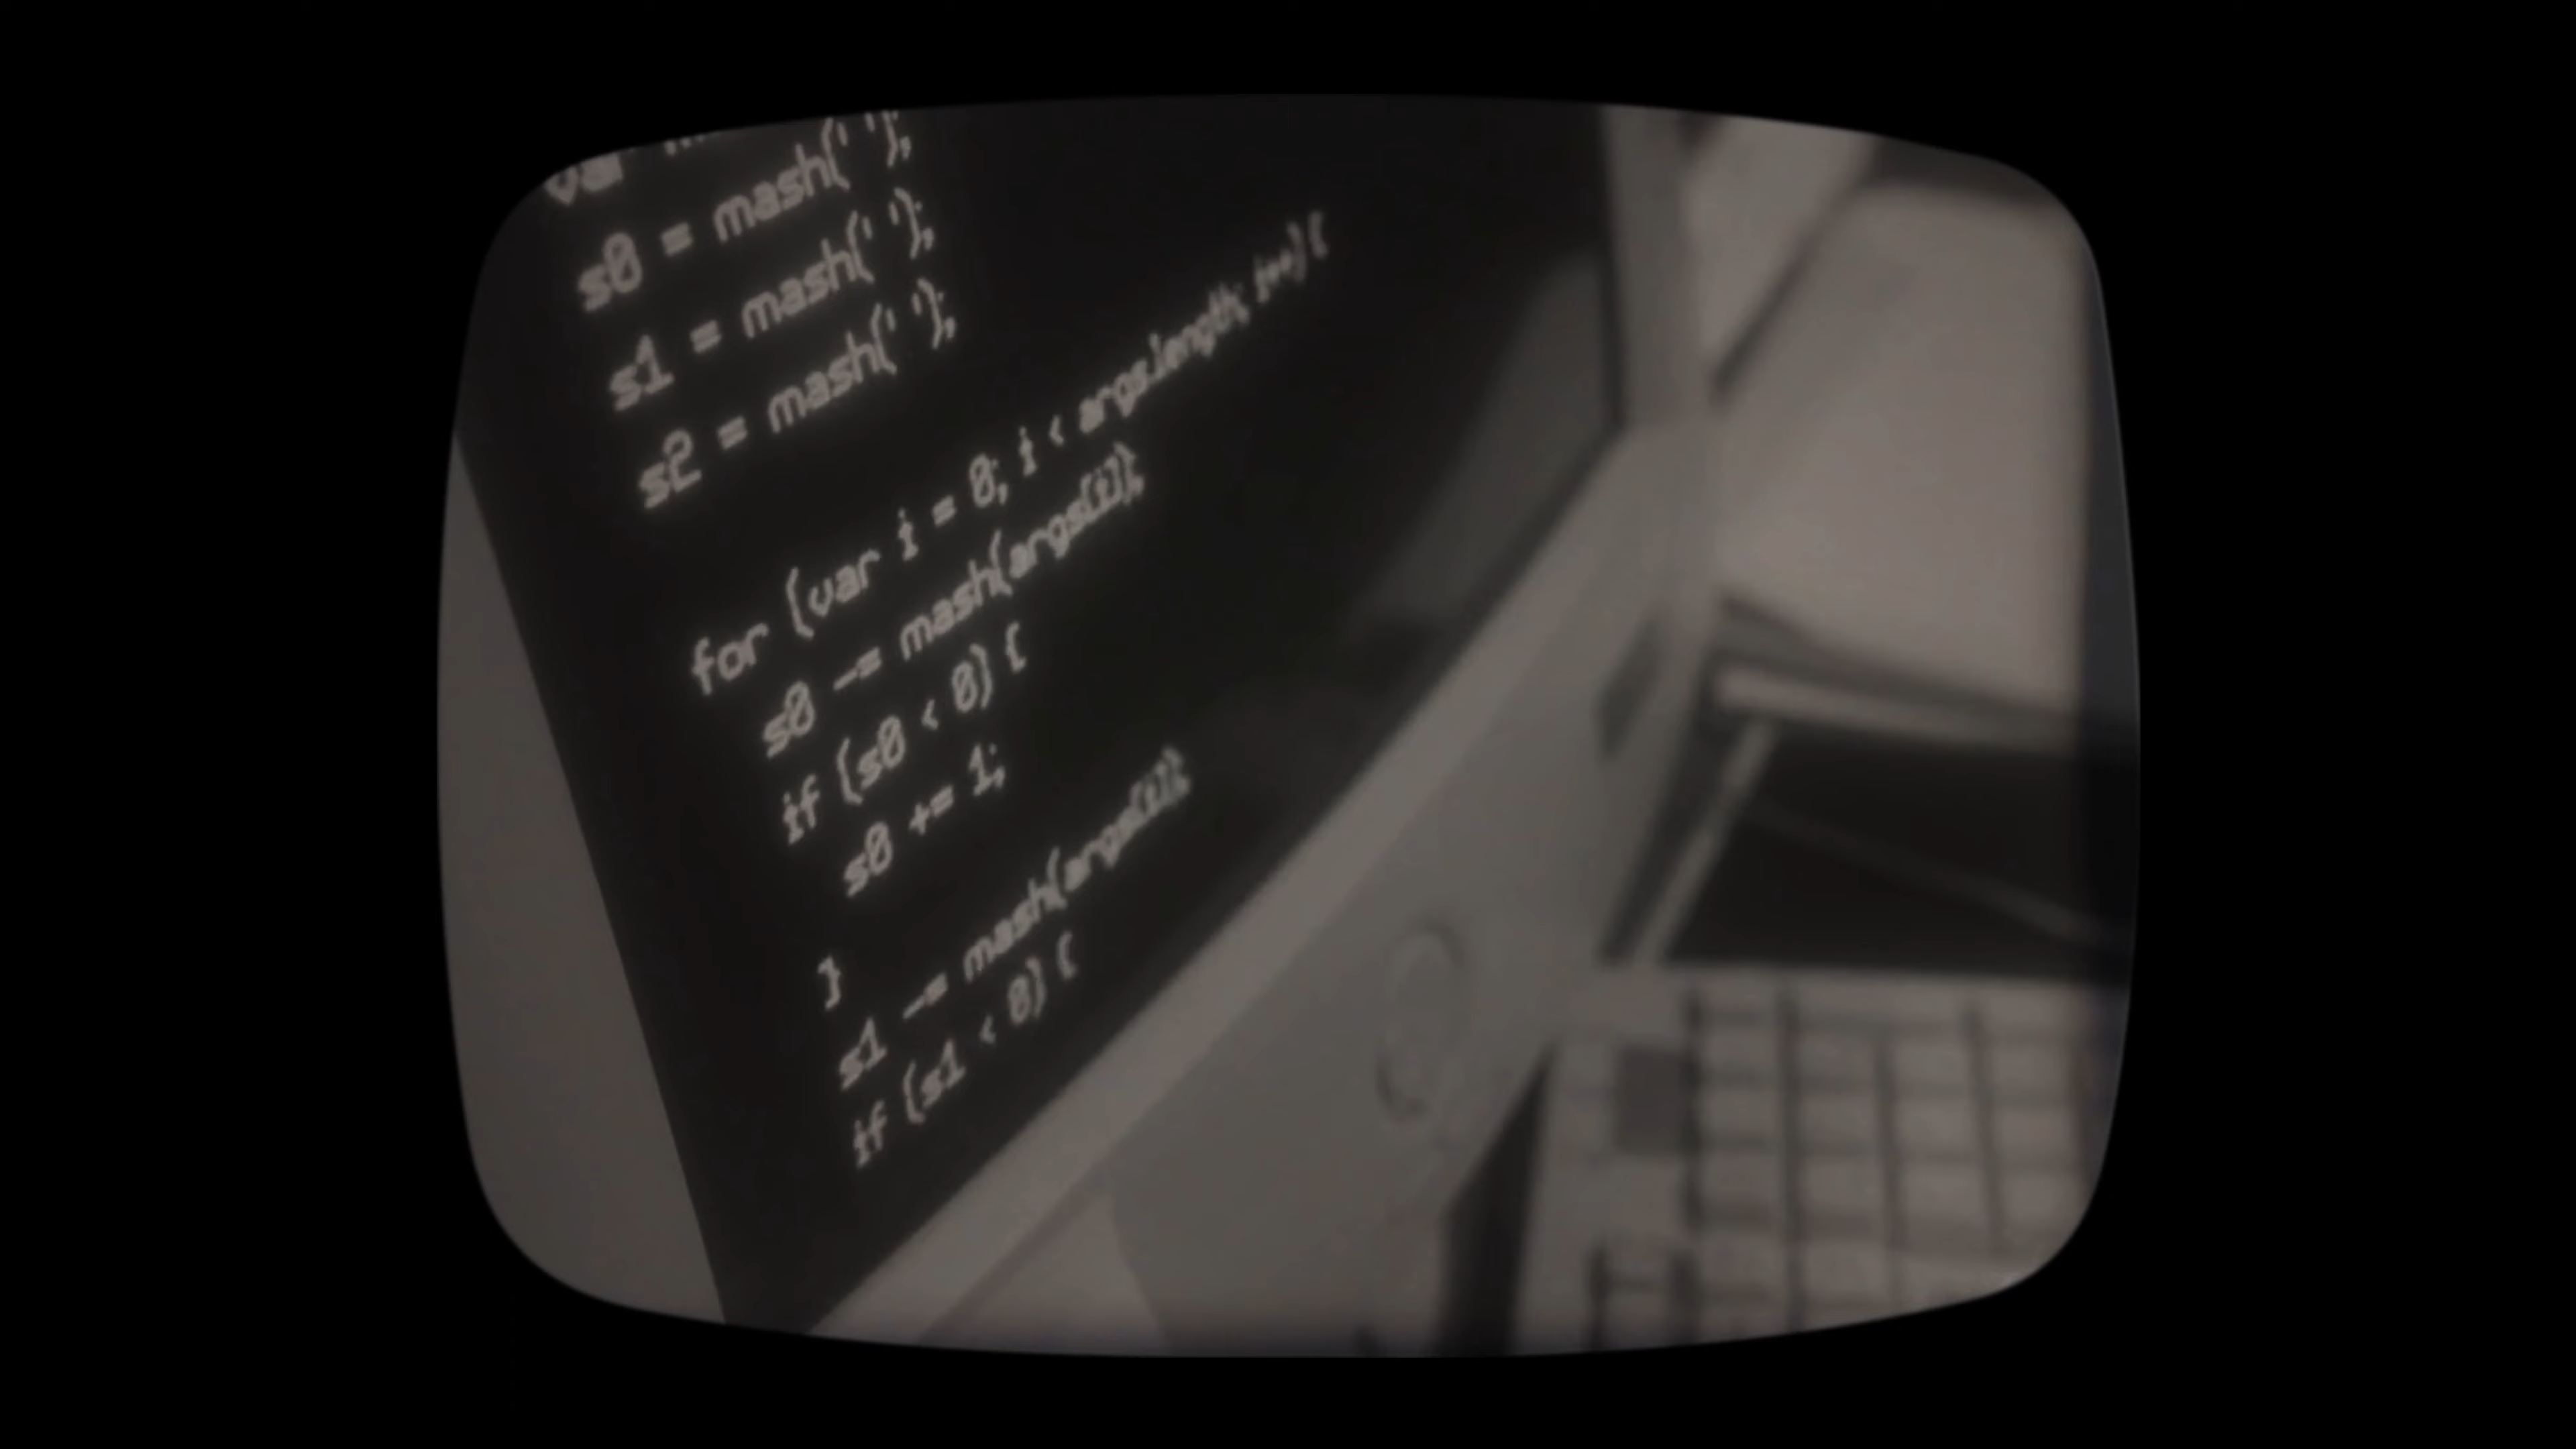 var
s0 = mash(' ');
s1 = mash(' ');
s2 = mash(' ');
for (var i = 0; i < args.length; i++) {
s0 -= mash(args[i]);
if (s0 < 0) {
s0 += 1;
}
s1 -= mash(args[i]);
if (s1 < 0) {